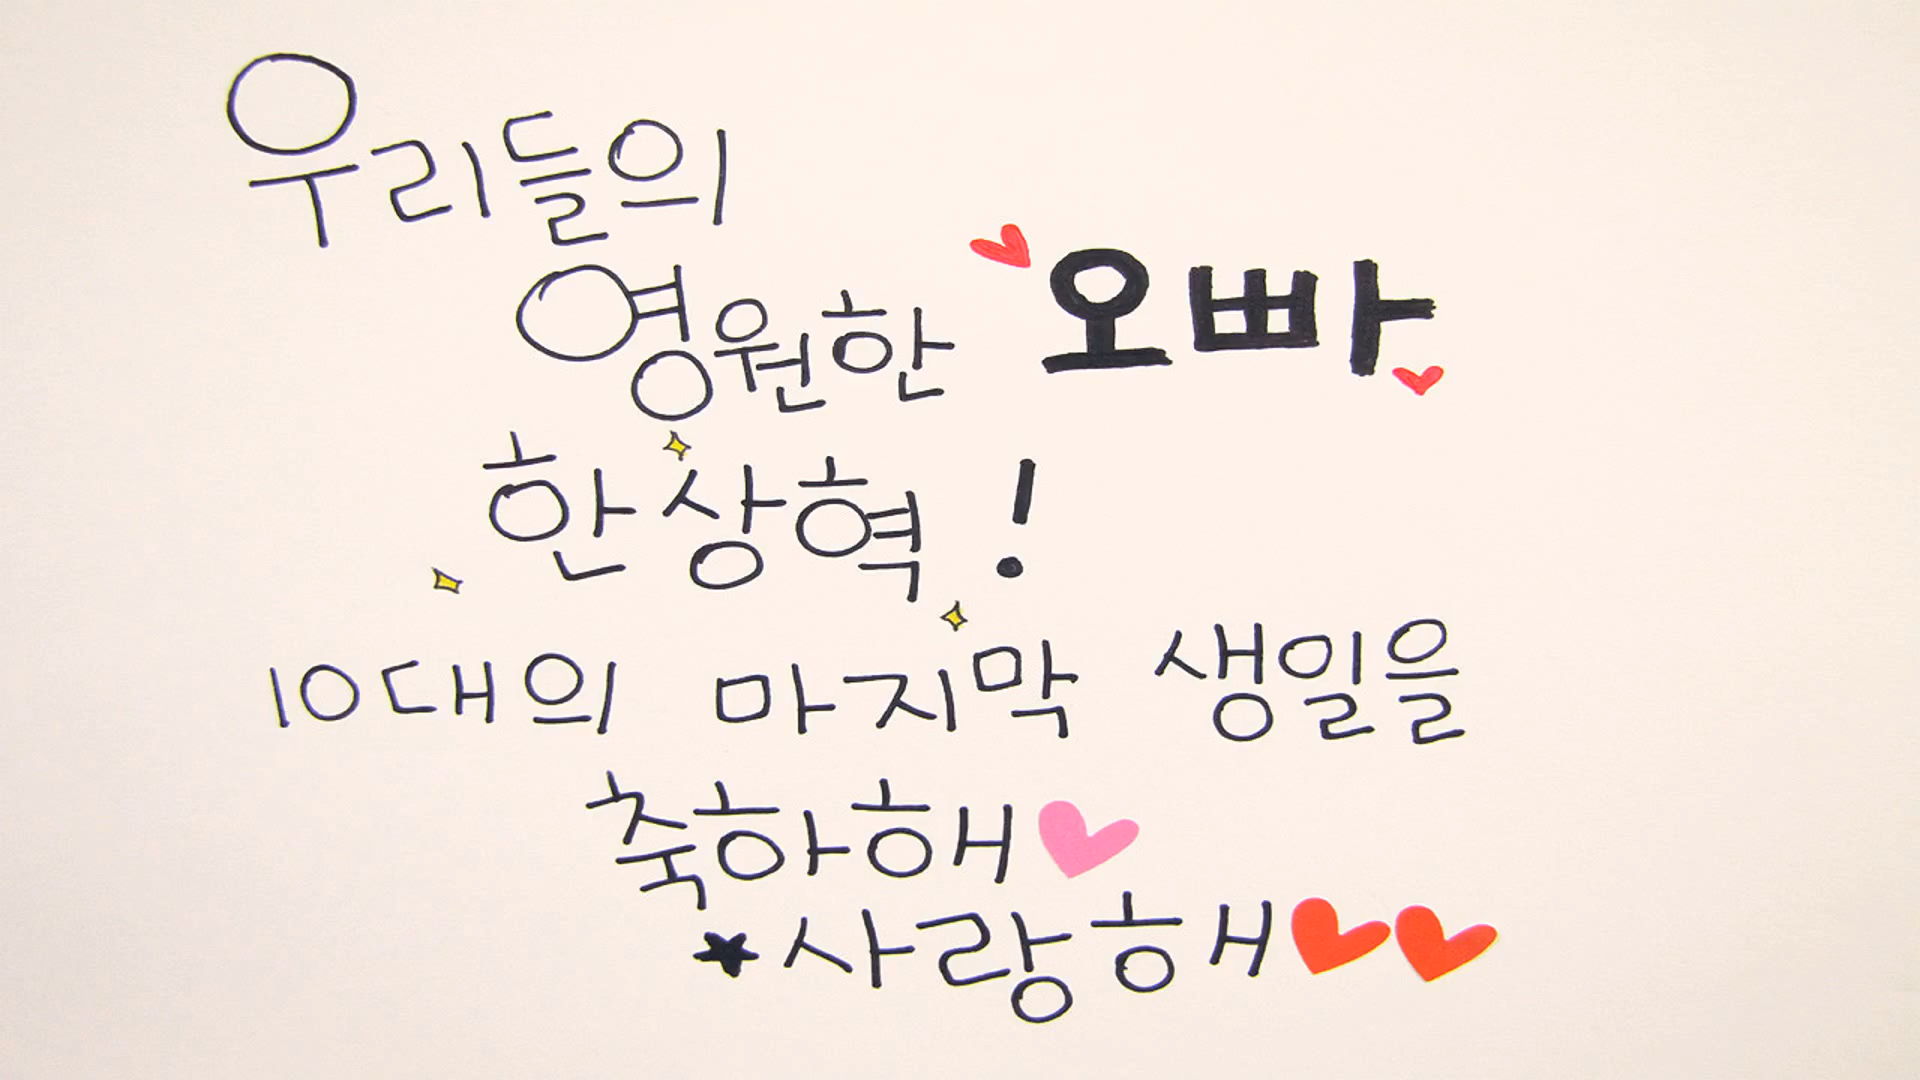 우리들의
영원한 오빠
한상혁!
10대의 마지막 생일을
축하해
사랑해